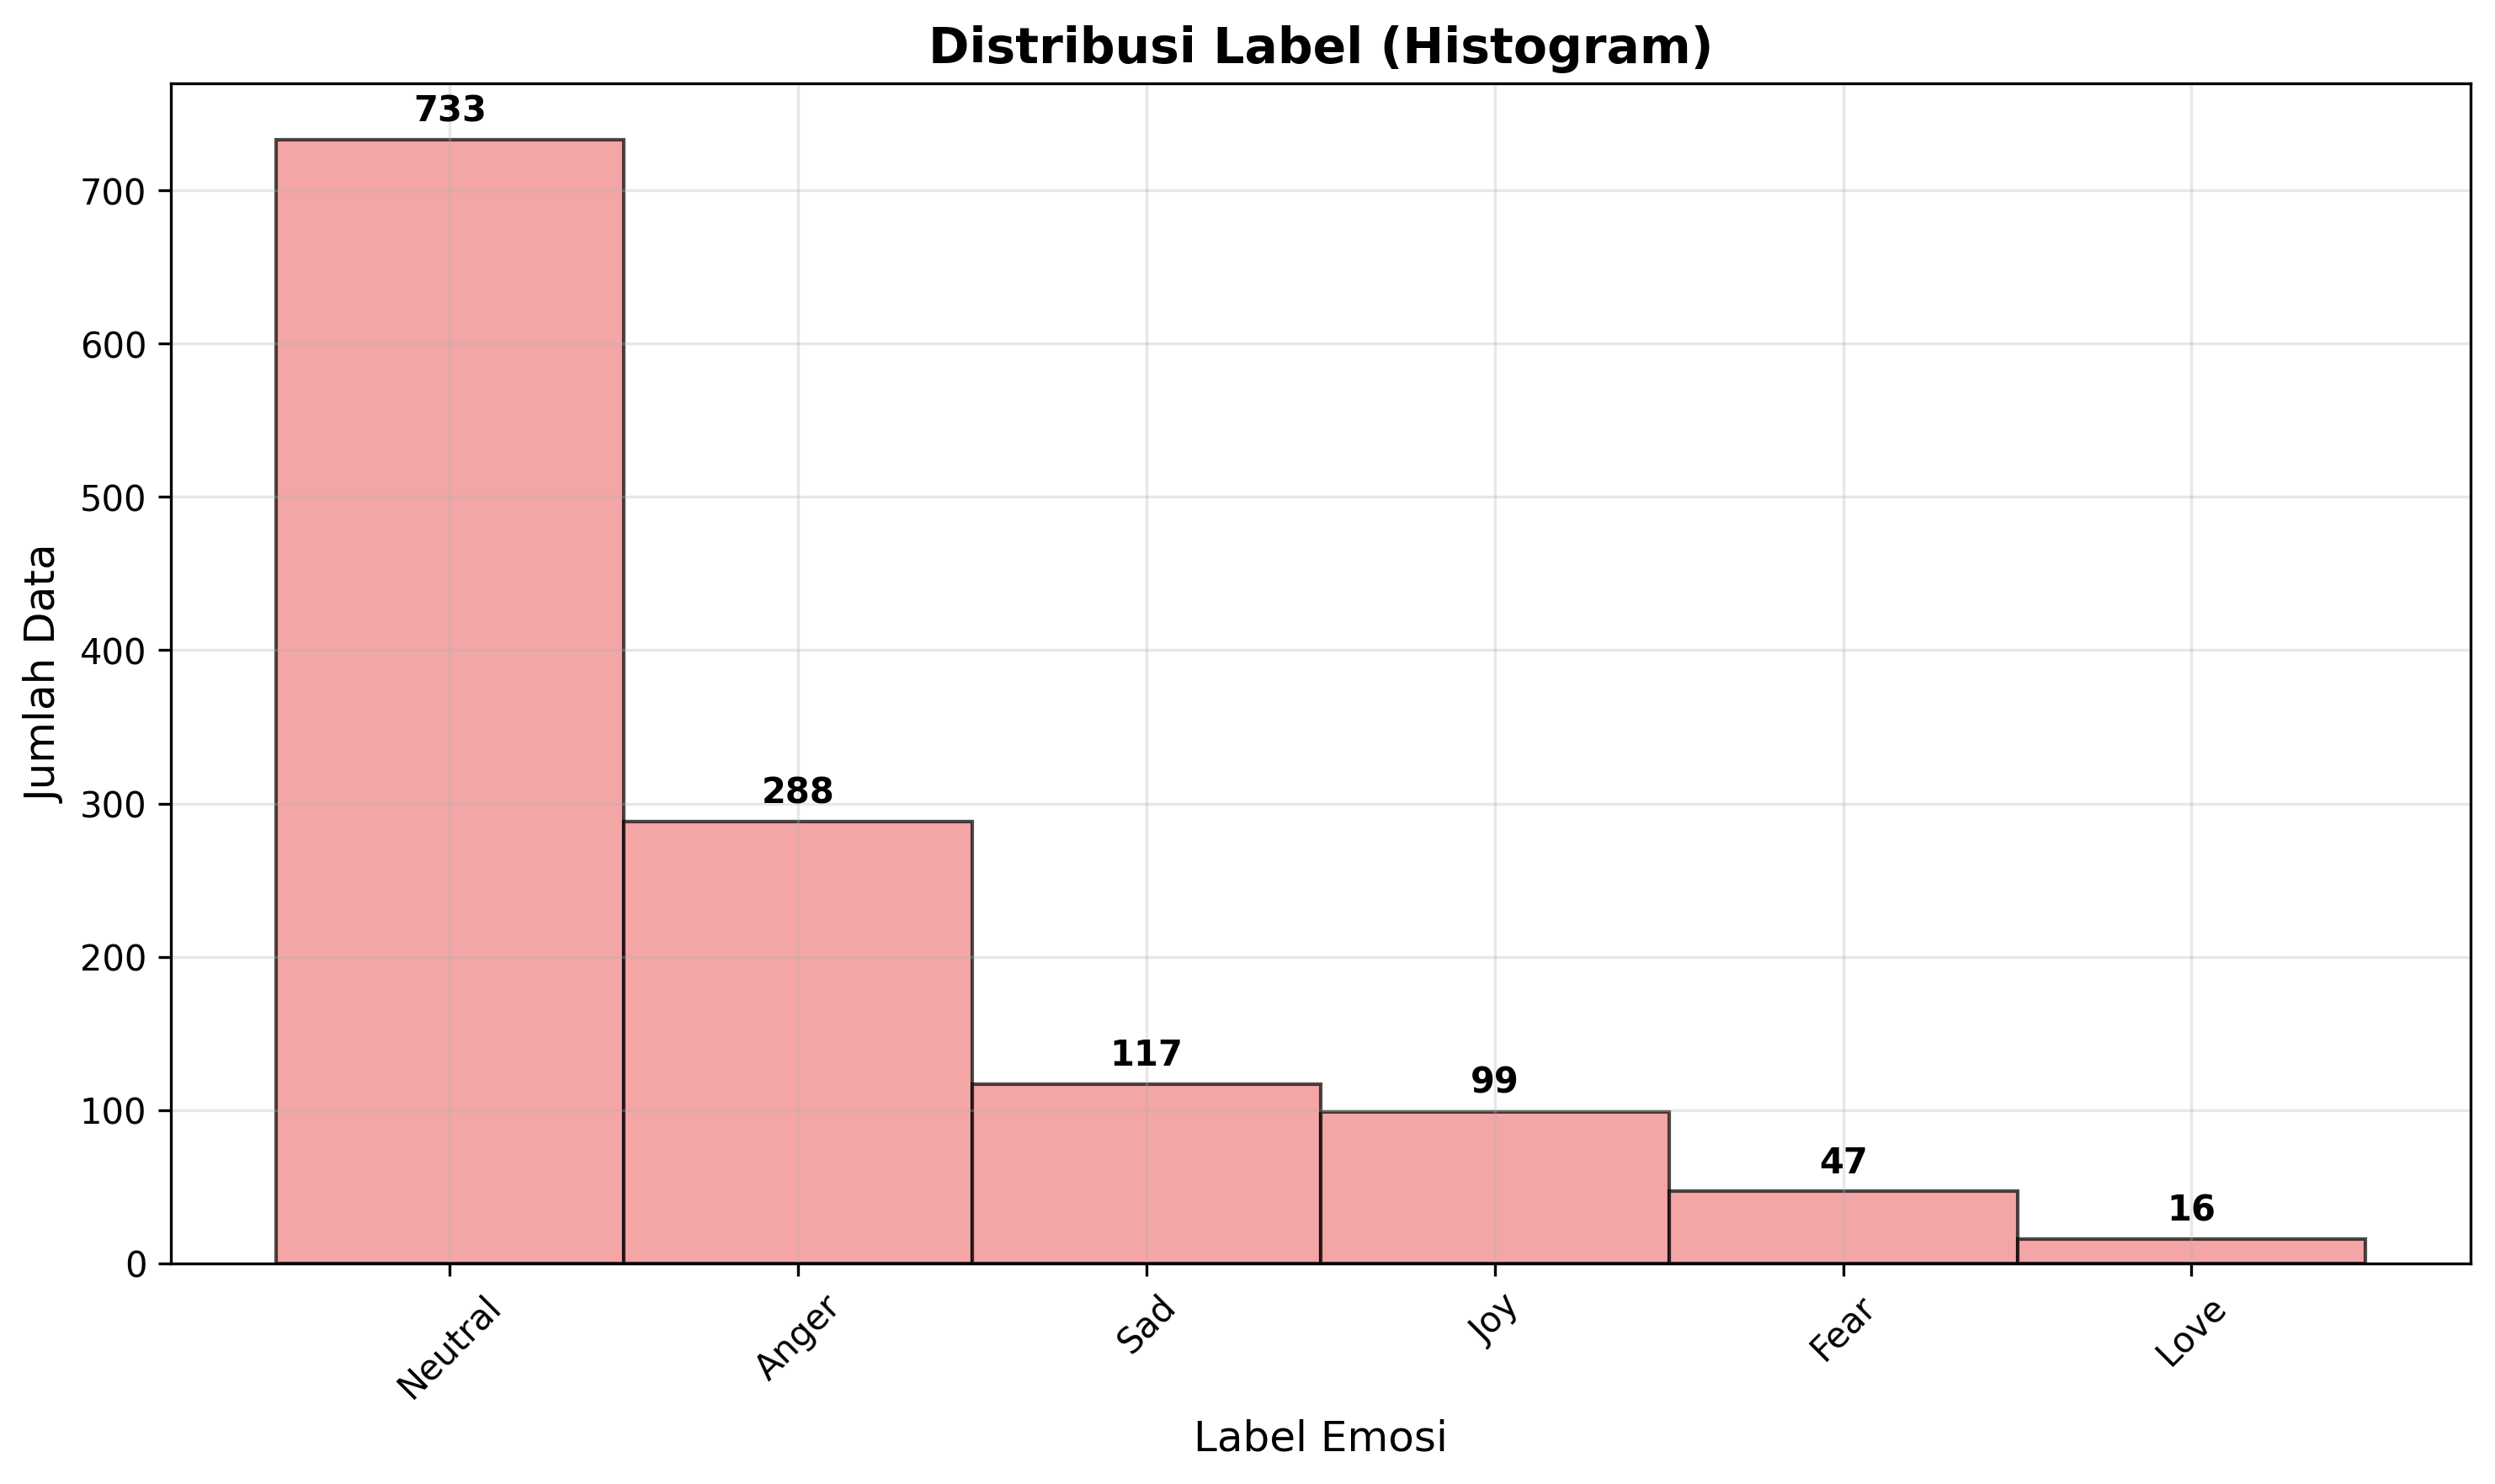 Distribusi Label (Histogram)
733
700
600
500
400
300
200
100
0
Jumlah Data
288
117
99
47
16
Neutral
Anger
Sad
Joy
Fear
Love
Label Emosi